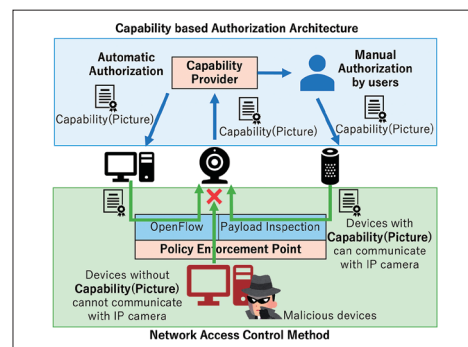 Capability based Authorization Architecture
Automatic
Authorization
Capability
Provider
Manual
Authorization
by users
Capability(Picture)
Capability(Picture)
Capability(Picture)
OpenFlow
Payload Inspection
Policy Enforcement Point
Devices with
Capability(Picture)
can communicate
with IP camera
Devices without
Capability(Picture)
cannot communicate
with IP camera
Malicious devices
Network Access Control Method